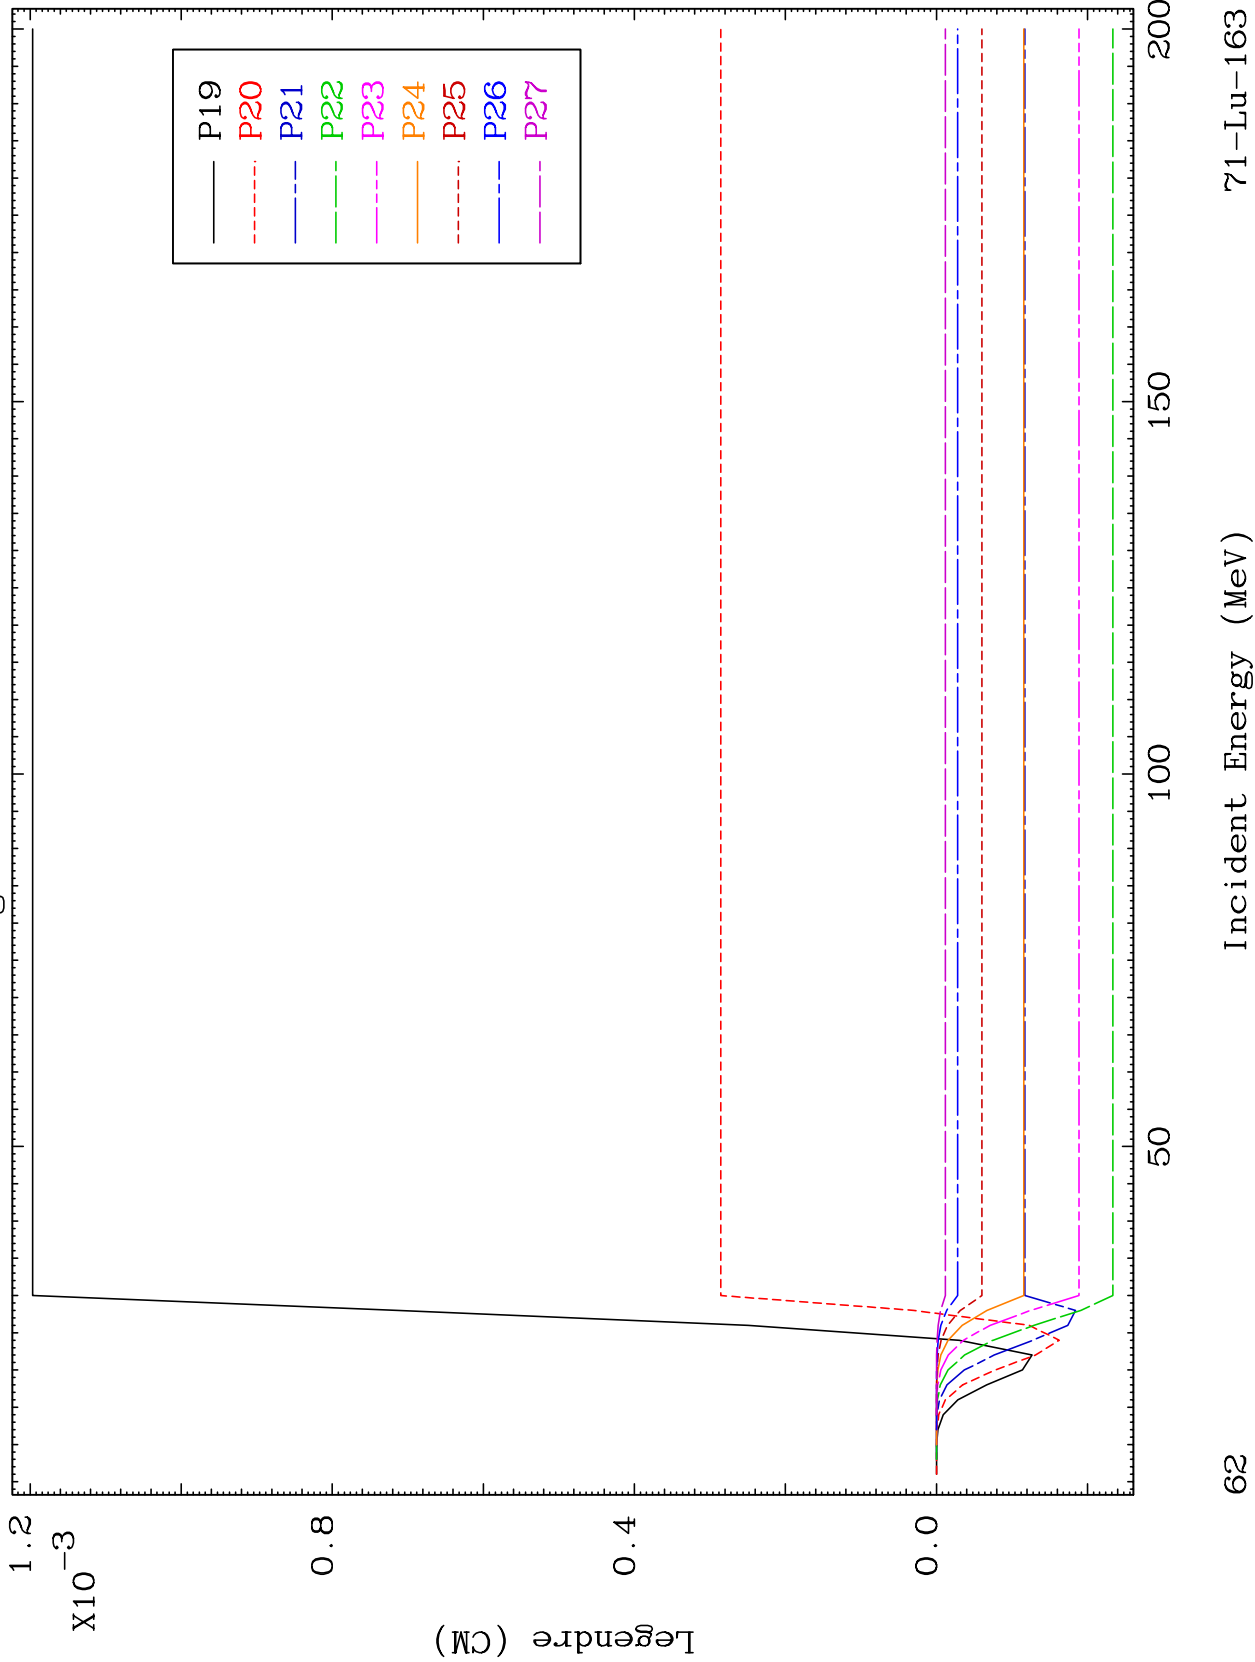 P19
P20
P21
P22
P23
P24
P25
P26
P27
1.2
X10-3
0.8
0.4
0.0
Legendre (CM)
50
100
150
200
Incident Energy (MeV)
62
71-Lu-163